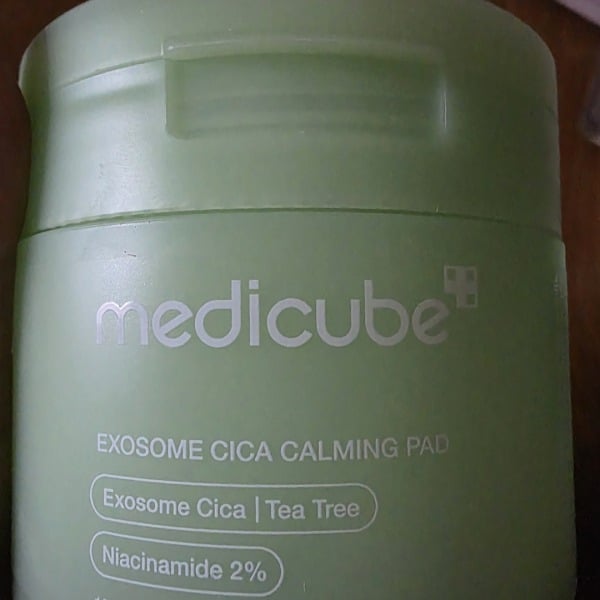 medicube
EXOSOME CICA CALMING PAD
Exosome Cica | Tea Tree
Niacinamide 2%